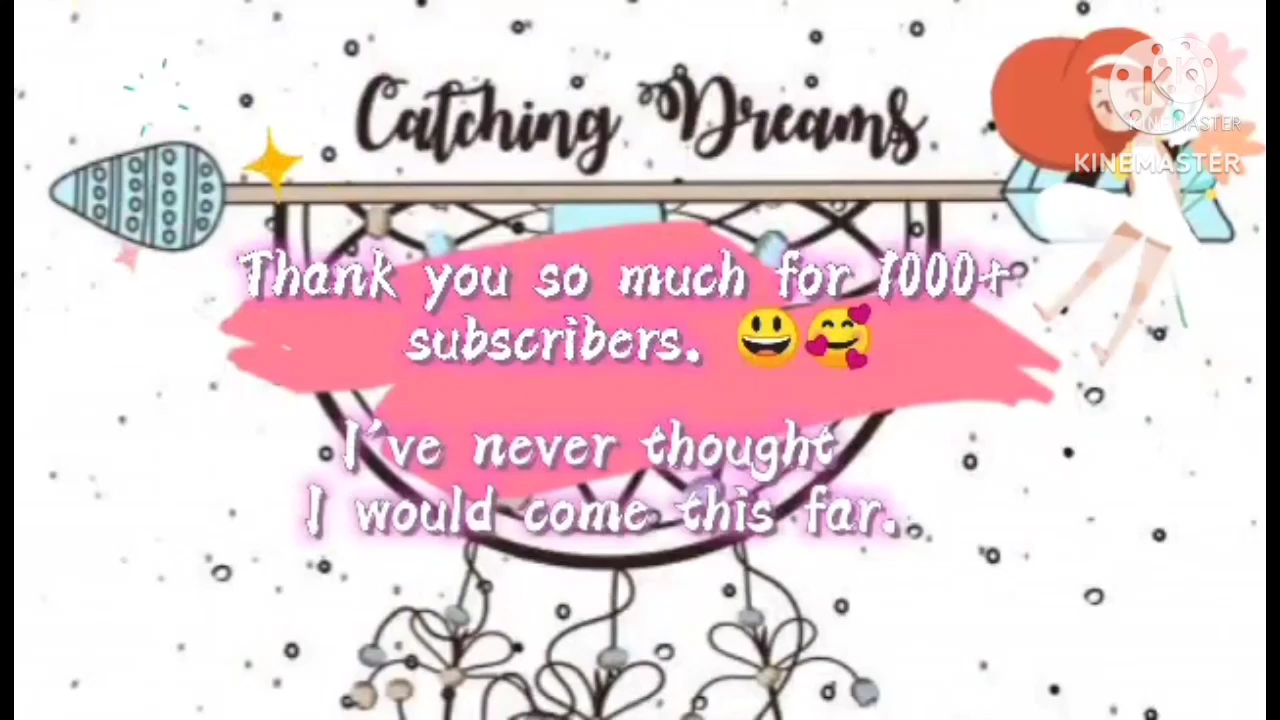 Catching Dreams
KINEMASTER
KINEMASTER
Thank you so much for 1000+
subscribers. 😃🥰
I've never thought
I would come this far.